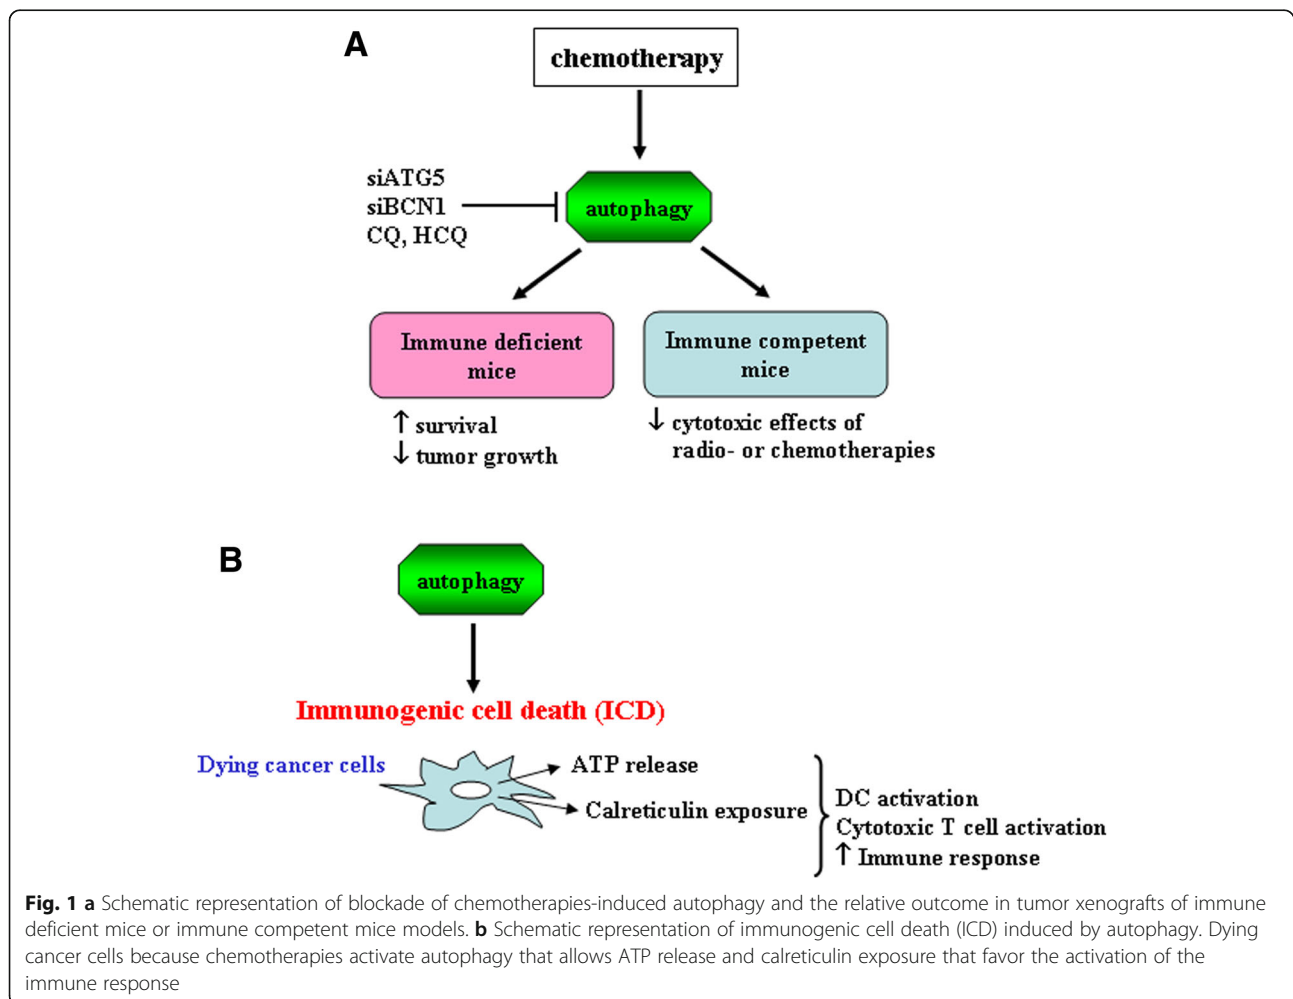 A
chemotherapy
siATG5
siBCN1
CQ, HCQ
autophagy
Immune deficient
mice
↑ survival
↓ tumor growth
Immune competent
mice
↓ cytotoxic effects of
radio- or chemotherapies
B
autophagy
Immunogenic cell death (ICD)
Dying cancer cells
ATP release
Calreticulin exposure
DC activation
Cytotoxic T cell activation
↑ Immune response
Fig. 1 a Schematic representation of blockade of chemotherapies-induced autophagy and the relative outcome in tumor xenografts of immune
deficient mice or immune competent mice models. b Schematic representation of immunogenic cell death (ICD) induced by autophagy. Dying
cancer cells because chemotherapies activate autophagy that allows ATP release and calreticulin exposure that favor the activation of the
immune response